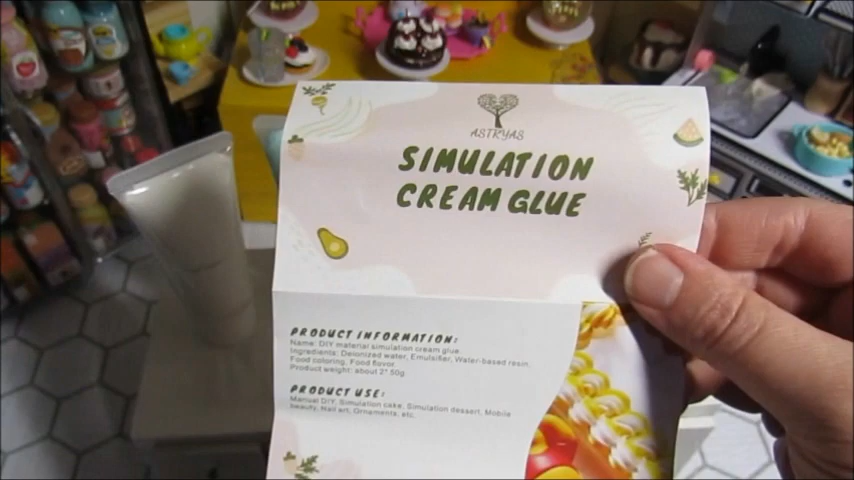 ASTRYAS
SIMULATION
CREAM GLUE
PRODUCT INFORMATION:
Name: DIY material simulation cream glue
Ingredients: Deionized water, Emulsifier, Water-based resin,
Food coloring, Food flavor.
Product weight: about 2* 50g
PRODUCT USE:
Manual DIY, Simulation cake, Simulation dessert, Mobile
beauty, Nail art, Ornaments, etc.